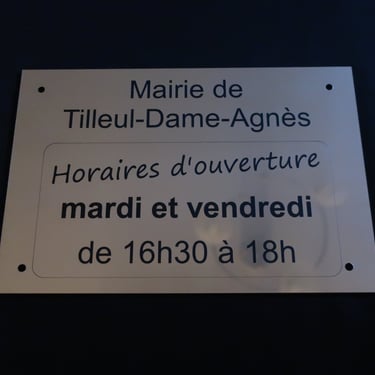 Mairie de
Tilleul-Dame-Agnès
Horaires d'ouverture
mardi et vendredi
de 16h30 à 18h